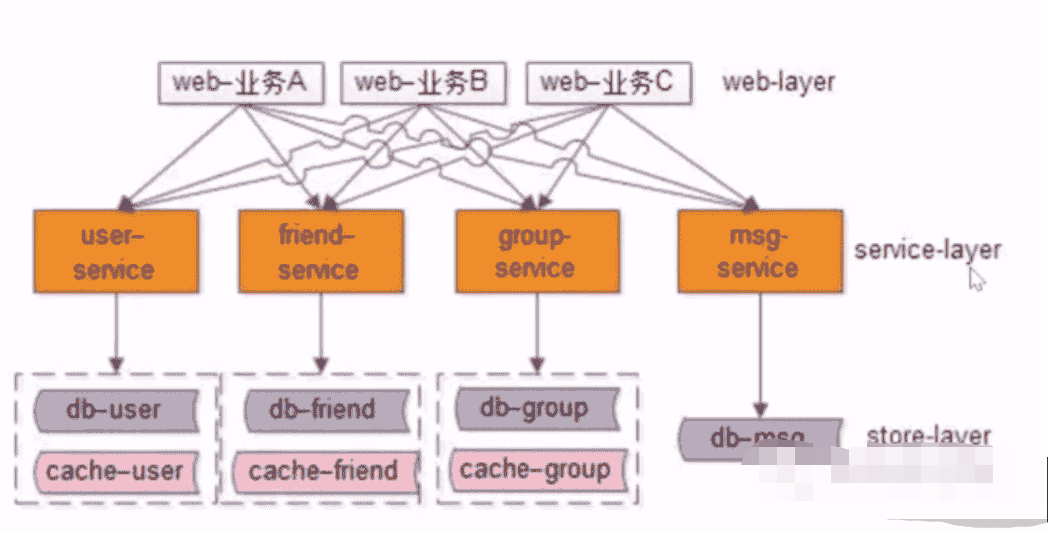 web-业务A
web-业务B
web-业务C
web-layer
user-
service
friend-
service
group-
service
msg-
service
service-layer
db-user
db-friend
db-group
db-msg
store-layer
cache-user
cache-friend
cache-group